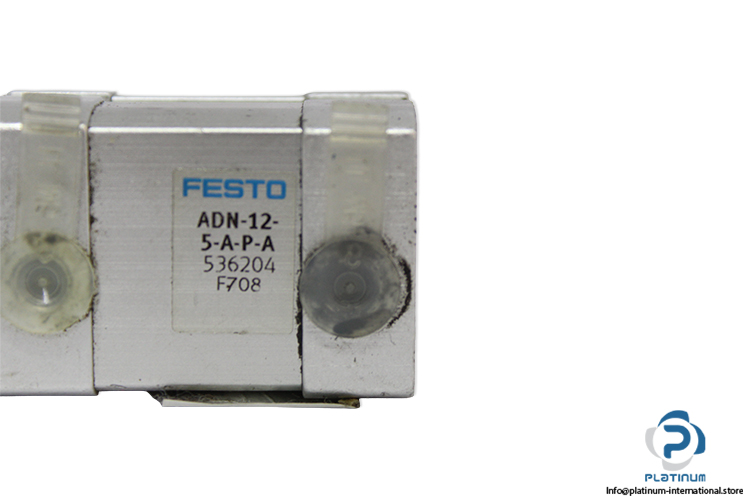 FESTO
ADN-12-
5-A-P-A
536204
F708
PLATINUM
Info@platinum-international.store